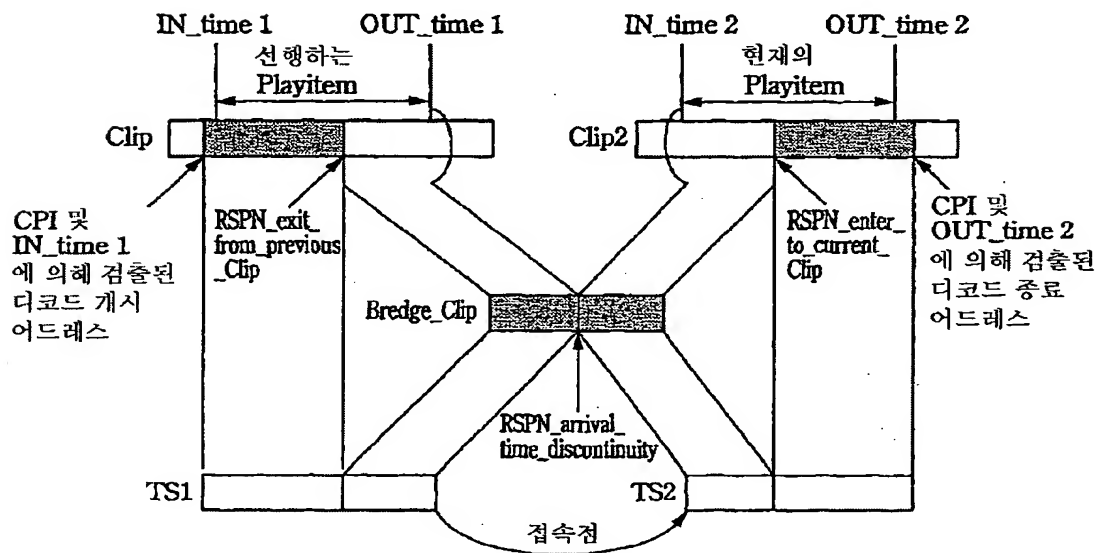 IN_time 1
OUT_time 1
IN_time 2
OUT_time 2
선행하는
Playitem
현재의
Playitem
Clip
Clip2
CPI 및
IN_time 1
에 의해 검출된
디코드 개시
어드레스
RSPN_exit_
from_previous
_Clip
RSPN_enter_
to_current_
Clip
CPI 및
OUT_time 2
에 의해 검출된
디코드 종료
어드레스
Bredge_Clip
RSPN_arrival_
time_discontinuity
TS1
TS2
접속점